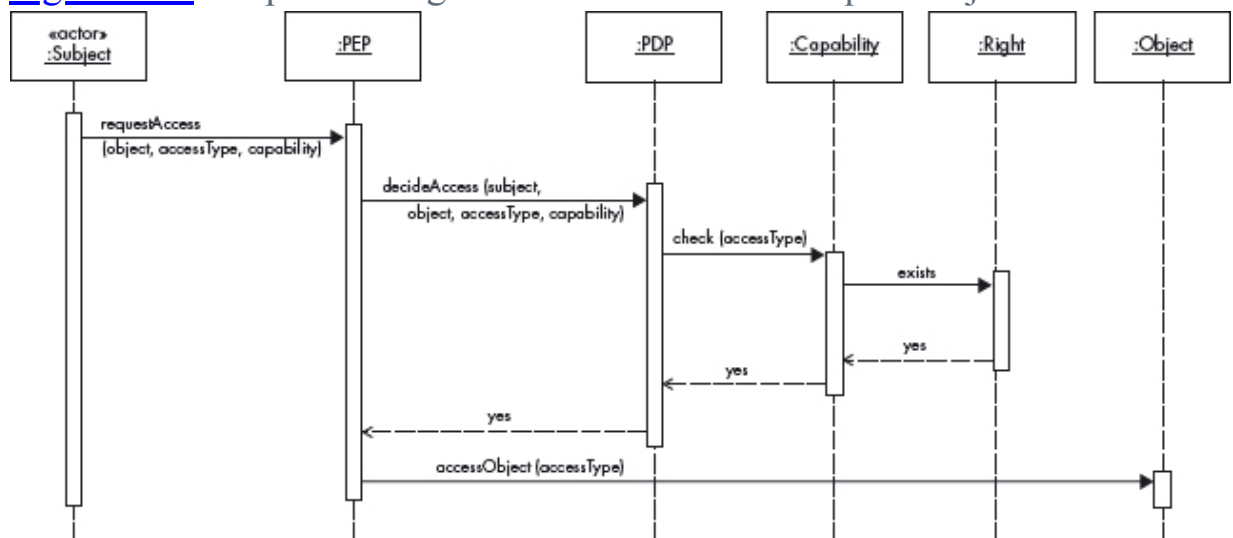 «actor»
:Subject
:PEP
:PDP
:Capability
:Right
:Object
requestAccess
(object, accessType, capability)
decideAccess (subject,
object, accessType, capability)
check (accessType)
exists
yes
yes
yes
accessObject (accessType)